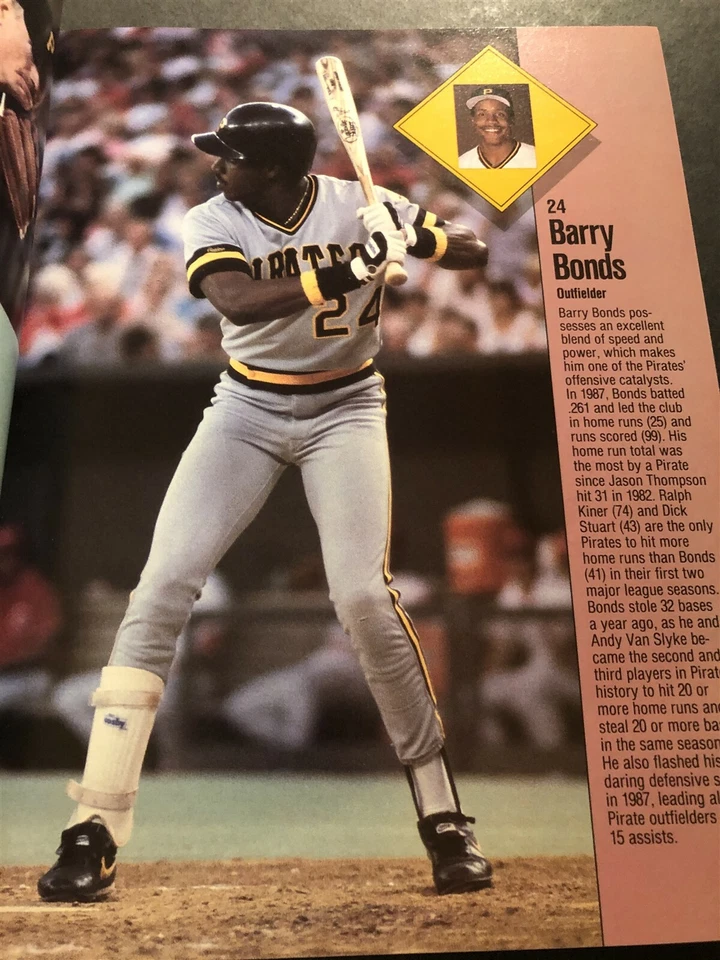 P
PIRATES
24
24
Barry
Bonds
Outfielder
Barry Bonds pos-
sesses an excellent
blend of speed and
power, which makes
him one of the Pirates'
offensive catalysts.
In 1987, Bonds batted
.261 and led the club
in home runs (25) and
runs scored (99). His
home run total was
the most by a Pirate
since Jason Thompson
hit 31 in 1982. Ralph
Kiner (74) and Dick
Stuart (43) are the only
Pirates to hit more
home runs than Bonds
(41) in their first two
major league seasons.
Bonds stole 32 bases
a year ago, as he and
Andy Van Slyke be-
came the second and
third players in Pirate
history to hit 20 or
more home runs and
steal 20 or more ba
in the same season
He also flashed his
daring defensive s
in 1987, leading al
Pirate outfielders
15 assists.